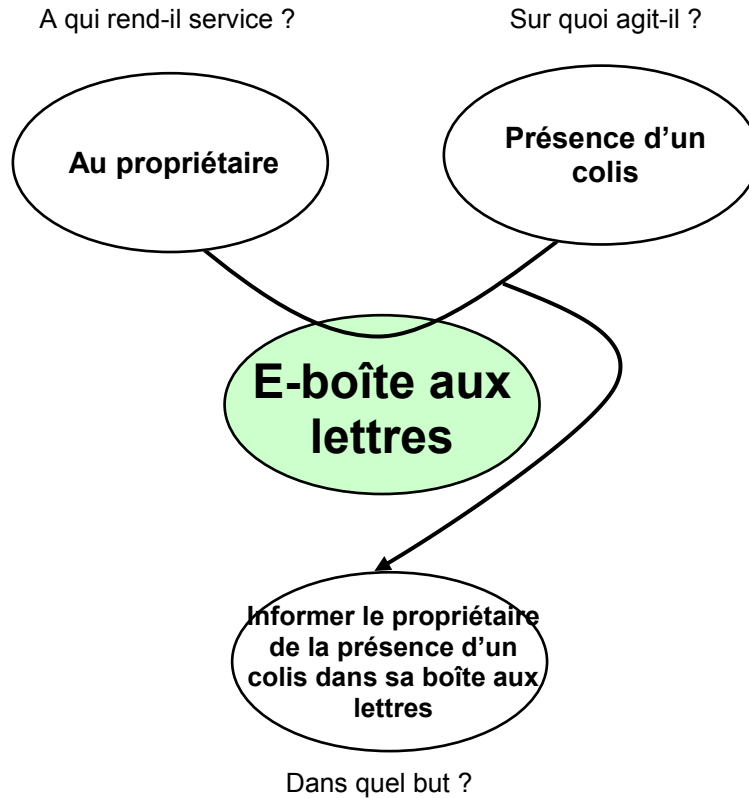 A qui rend-il service ?
Sur quoi agit-il ?
Au propriétaire
Présence d’un
colis
E-boîte aux
lettres
Informer le propriétaire
de la présence d’un
colis dans sa boîte aux
lettres
Dans quel but ?